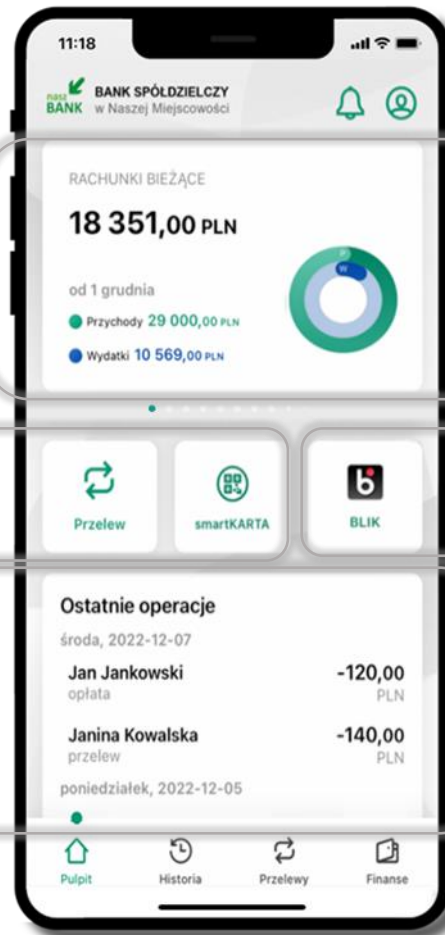 11:18
nasz
BANK
BANK SPÓŁDZIELCZY
w Naszej Miejscowości
RACHUNKI BIEŻĄCE
18 351,00 PLN
od 1 grudnia
Przychody 29 000,00 PLN
Wydatki 10 569,00 PLN
P
W
Przelew
smartKARTA
BLIK
Ostatnie operacje
środa, 2022-12-07
Jan Jankowski -120,00
opłata PLN
Janina Kowalska -140,00
przelew PLN
poniedziałek, 2022-12-05
Pulpit
Historia
Przelewy
Finanse